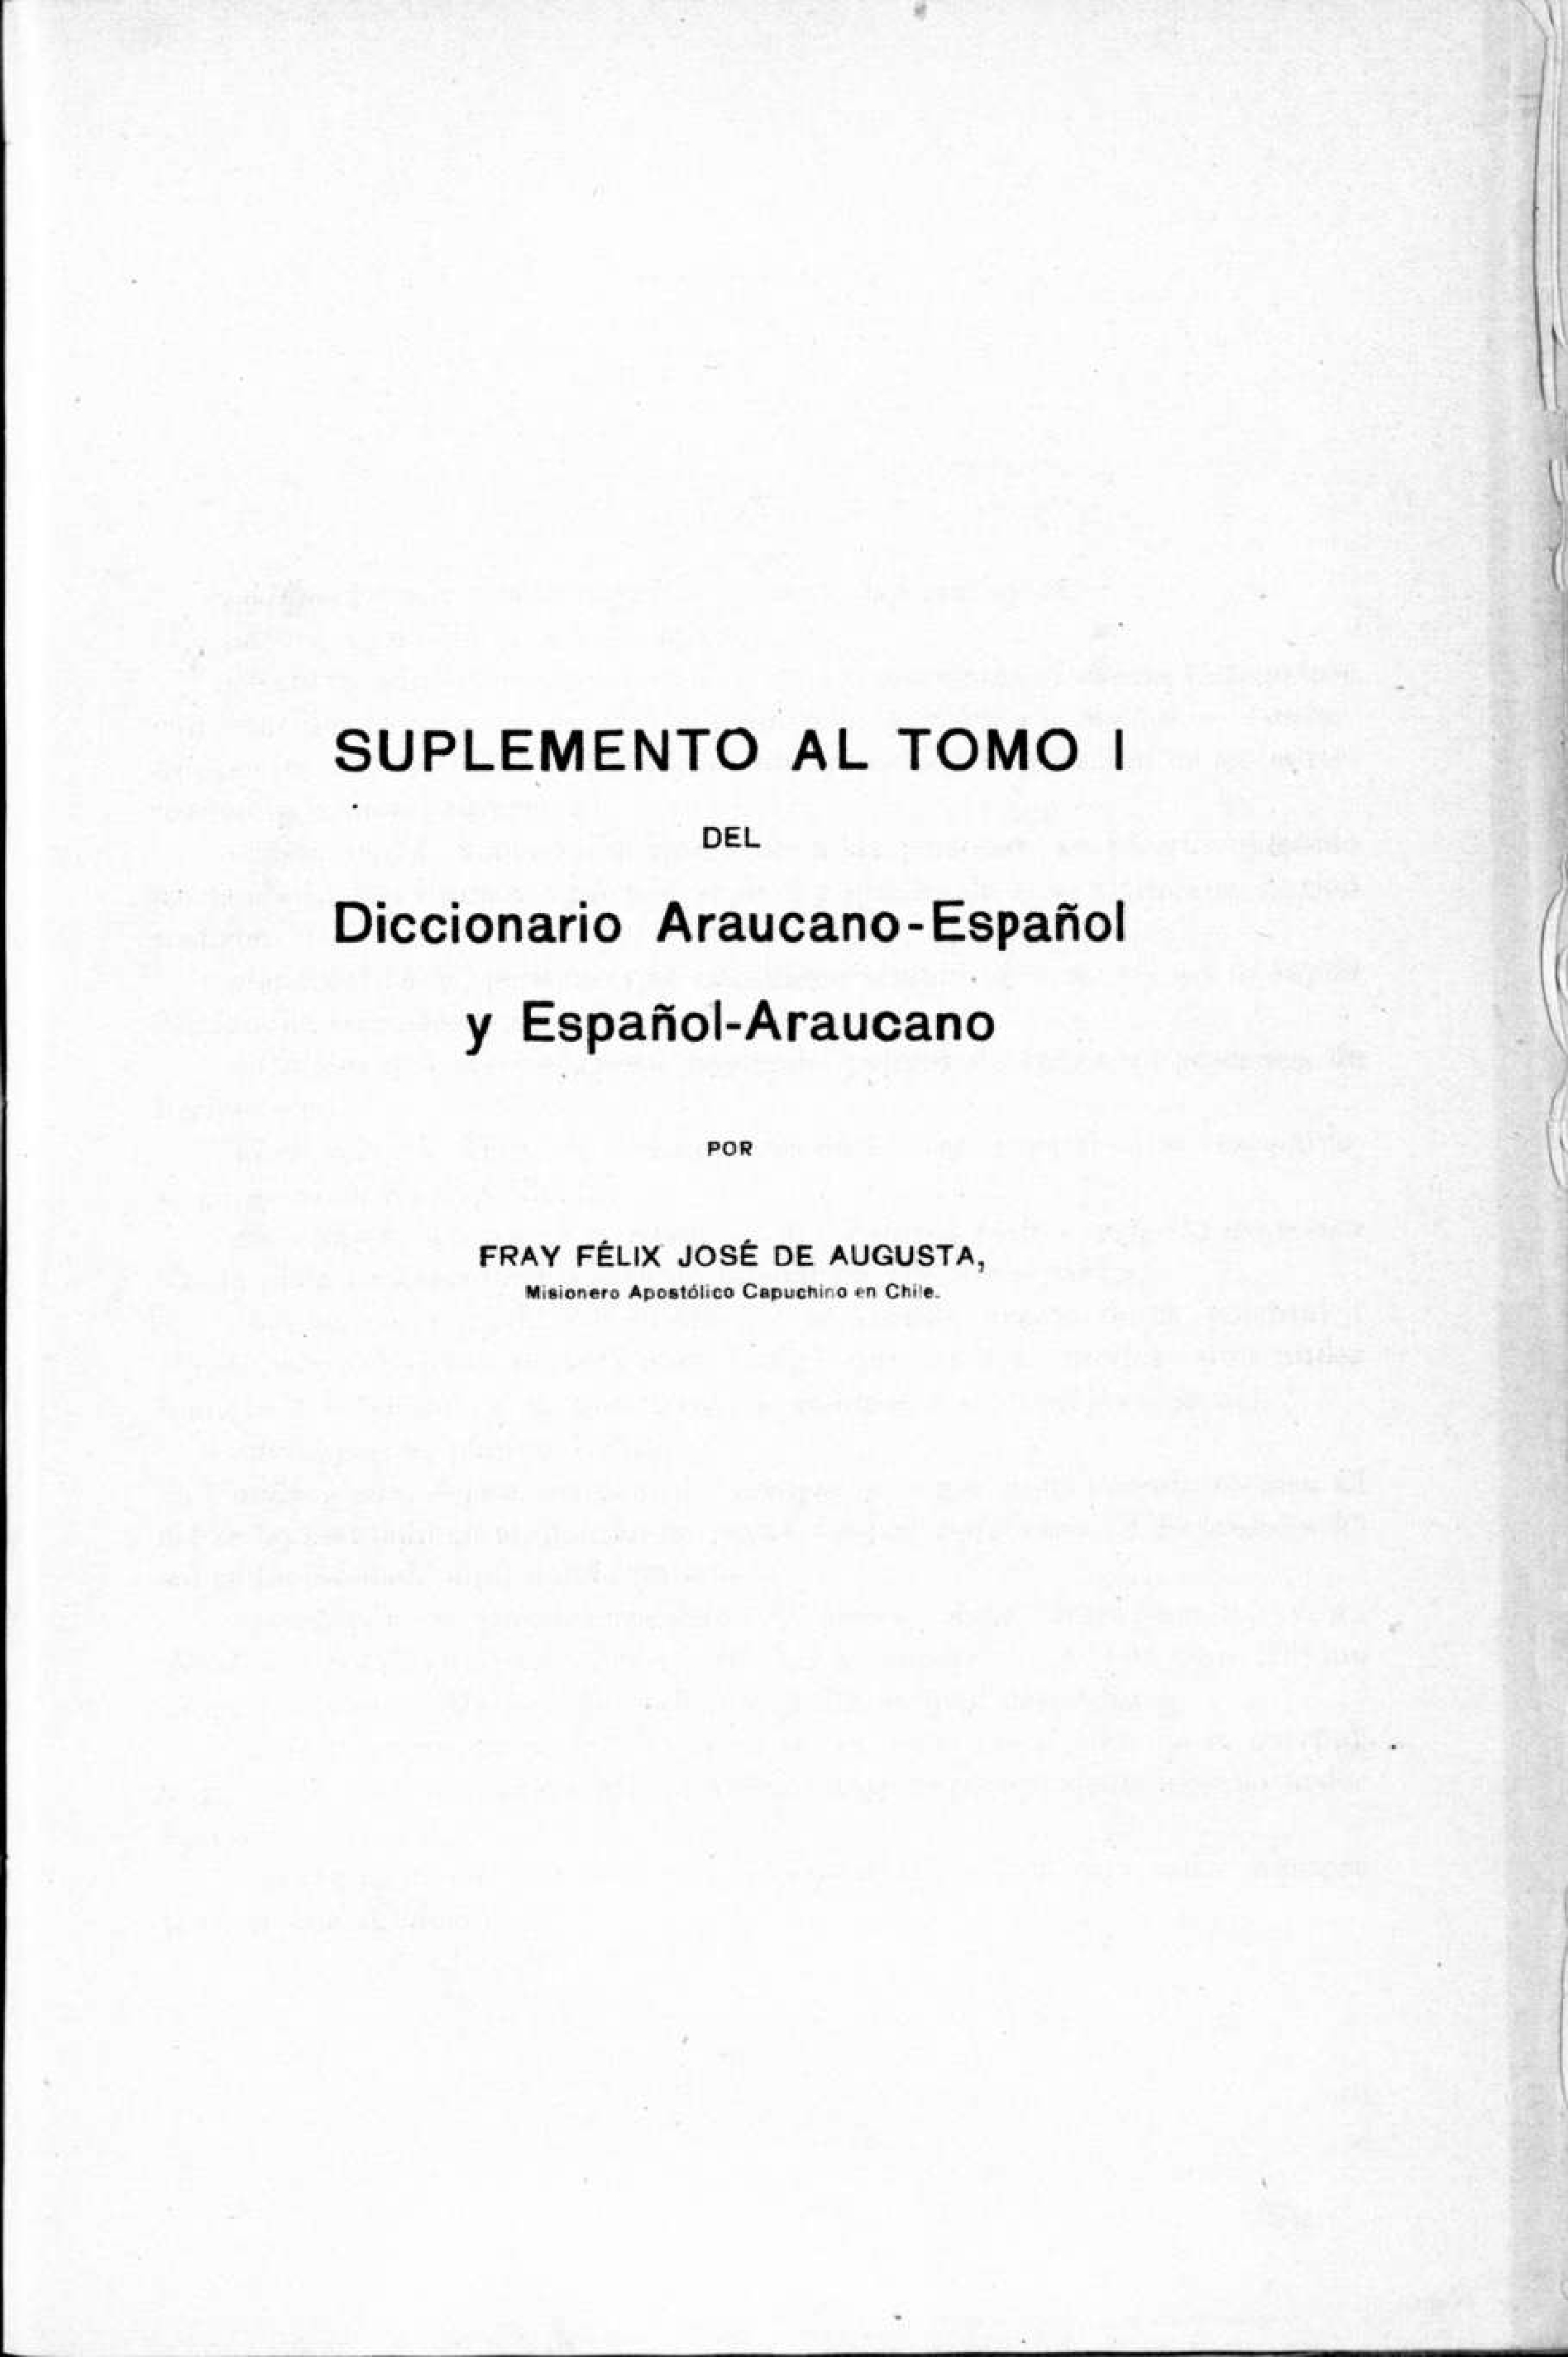 SUPLEMENTO AL TOMO I
DEL
Diccionario Araucano-Español
y Español-Araucano
POR
FRAY FÉLIX JOSÉ DE AUGUSTA,
Misionero Apostólico Capuchino en Chile.